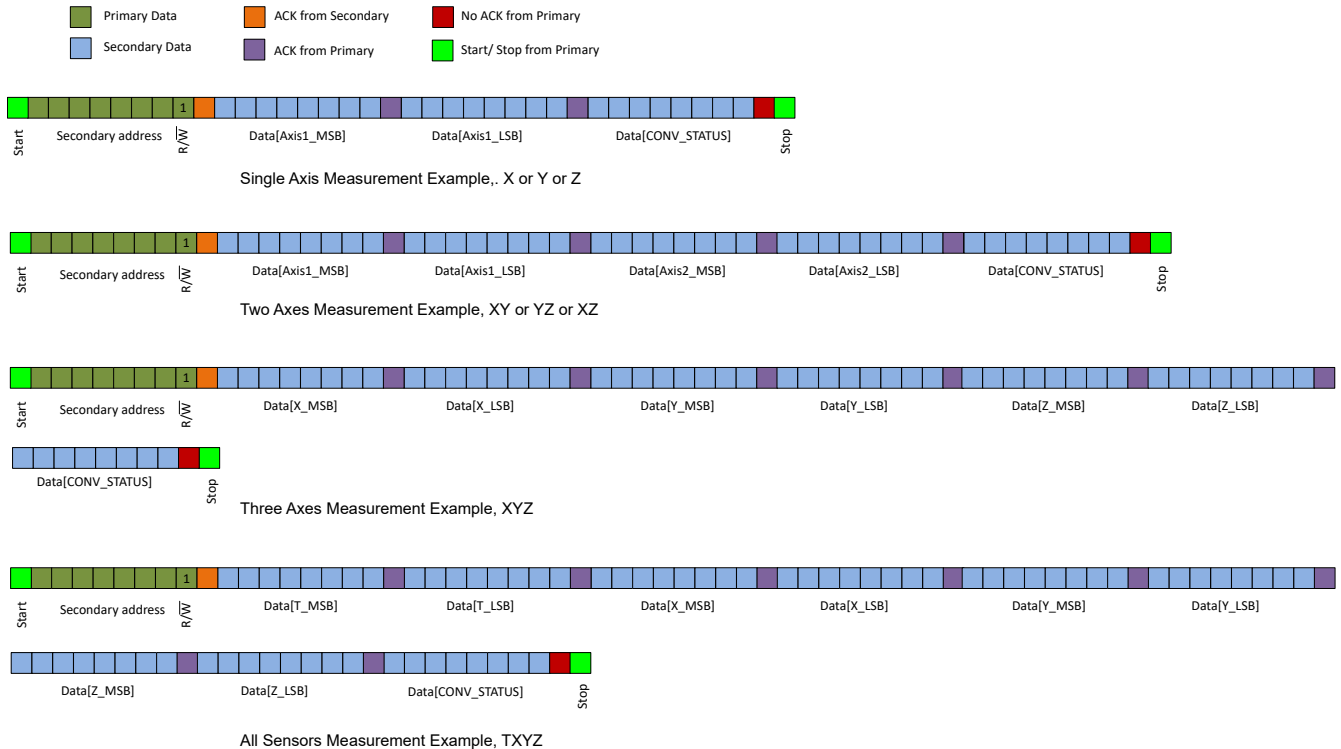 Primary Data ACK from Secondary No ACK from Primary
Secondary Data ACK from Primary Start/ Stop from Primary
1
Start Secondary address R/W Data[Axis1_MSB] Data[Axis1_LSB] Data[CONV_STATUS] Stop
Single Axis Measurement Example,. X or Y or Z
1
Start Secondary address R/W Data[Axis1_MSB] Data[Axis1_LSB] Data[Axis2_MSB] Data[Axis2_LSB] Data[CONV_STATUS] Stop
Two Axes Measurement Example, XY or YZ or XZ
1
Start Secondary address R/W Data[X_MSB] Data[X_LSB] Data[Y_MSB] Data[Y_LSB] Data[Z_MSB] Data[Z_LSB]
Data[CONV_STATUS] Stop
Three Axes Measurement Example, XYZ
1
Start Secondary address R/W Data[T_MSB] Data[T_LSB] Data[X_MSB] Data[X_LSB] Data[Y_MSB] Data[Y_LSB]
Data[Z_MSB] Data[Z_LSB] Data[CONV_STATUS] Stop
All Sensors Measurement Example, TXYZ